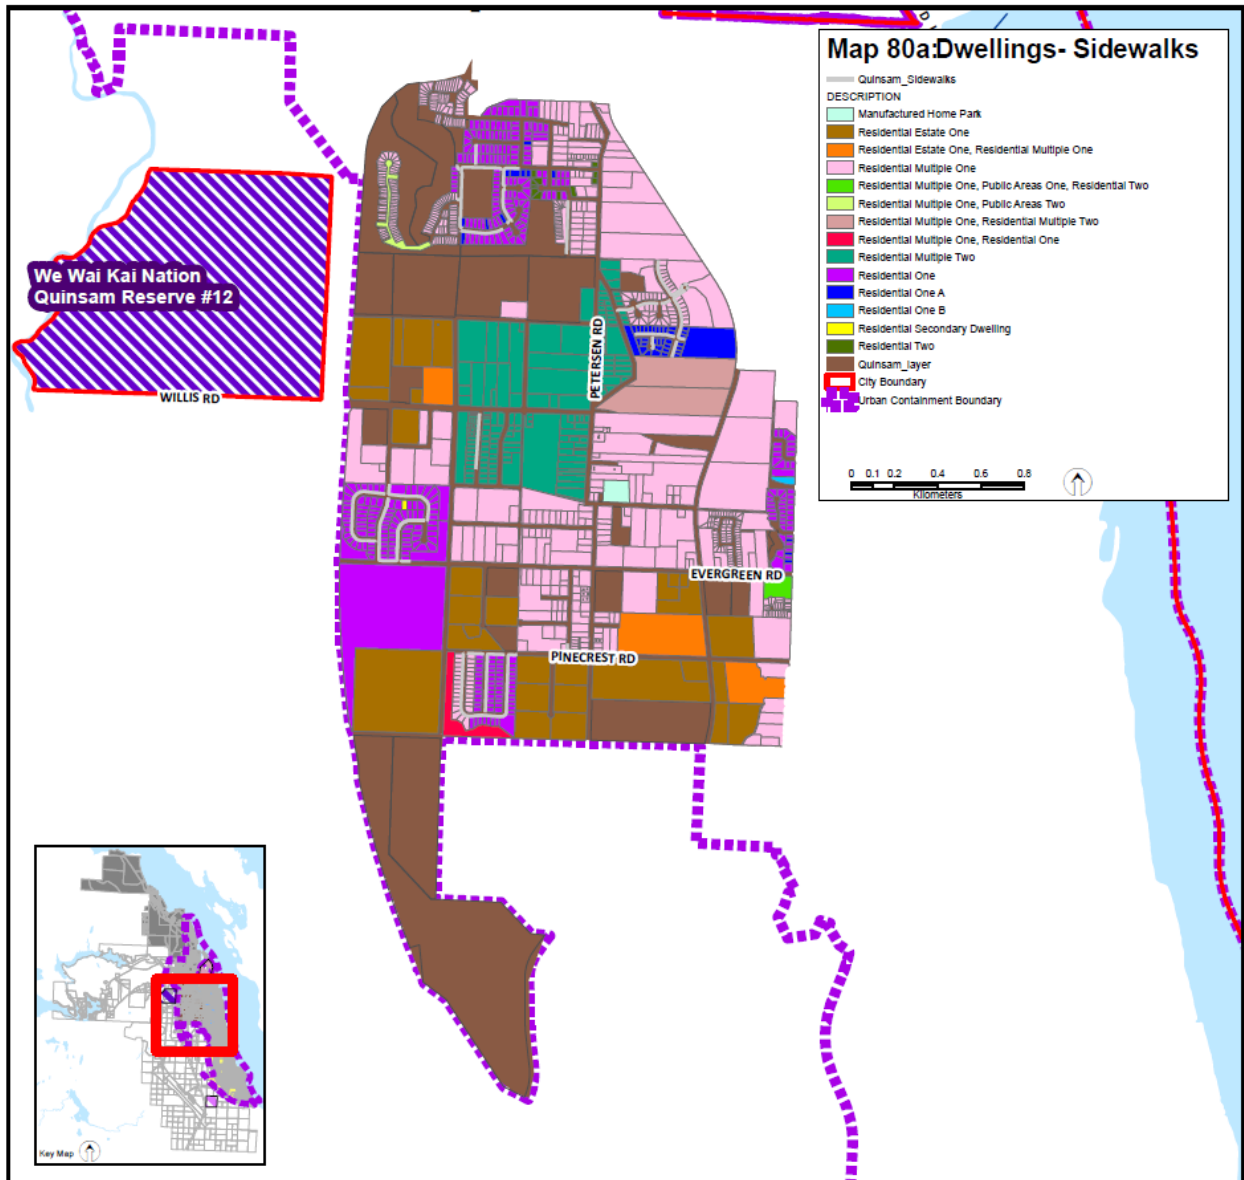 D
Map 80a:Dwellings- Sidewalks
Quinsam_Sidewalks
DESCRIPTION
Manufactured Home Park
Residential Estate One
Residential Estate One, Residential Multiple One
Residential Multiple One
Residential Multiple One, Public Areas One, Residential Two
Residential Multiple One, Public Areas Two
Residential Multiple One, Residential Multiple Two
Residential Multiple One, Residential One
Residential Multiple Two
Residential One
Residential One A
Residential One B
Residential Secondary Dwelling
Residential Two
Quinsam_layer
City Boundary
Urban Containment Boundary
0 0.1 0.2 0.4 0.6 0.8
Kilometers
We Wai Kai Nation
Quinsam Reserve #12
WILLIS RD
PETERSEN RD
EVERGREEN RD
PINECREST RD
Key Map